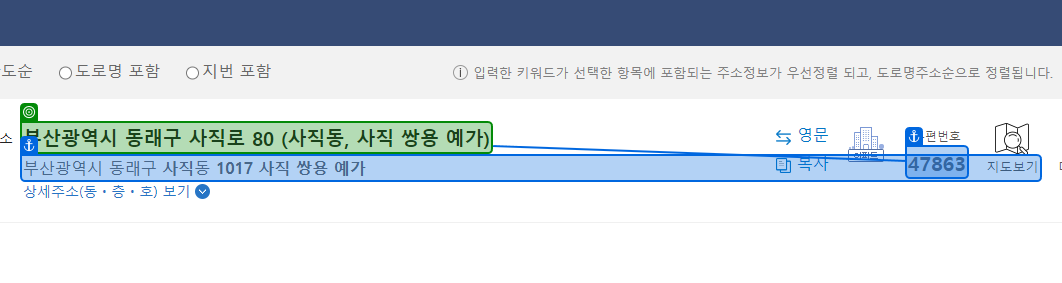 도순 도로명 포함 지번 포함 입력한 키워드가 선택한 항목에 포함되는 주소정보가 우선정렬 되고, 도로명주소순으로 정렬됩니다.
소 부산광역시 동래구 사직로 80 (사직동, 사직 쌍용 예가) 영문 편번호
부산광역시 동래구 사직동 1017 사직 쌍용 예가 복사 아파트 47863 지도보기
상세주소(동・층・호) 보기